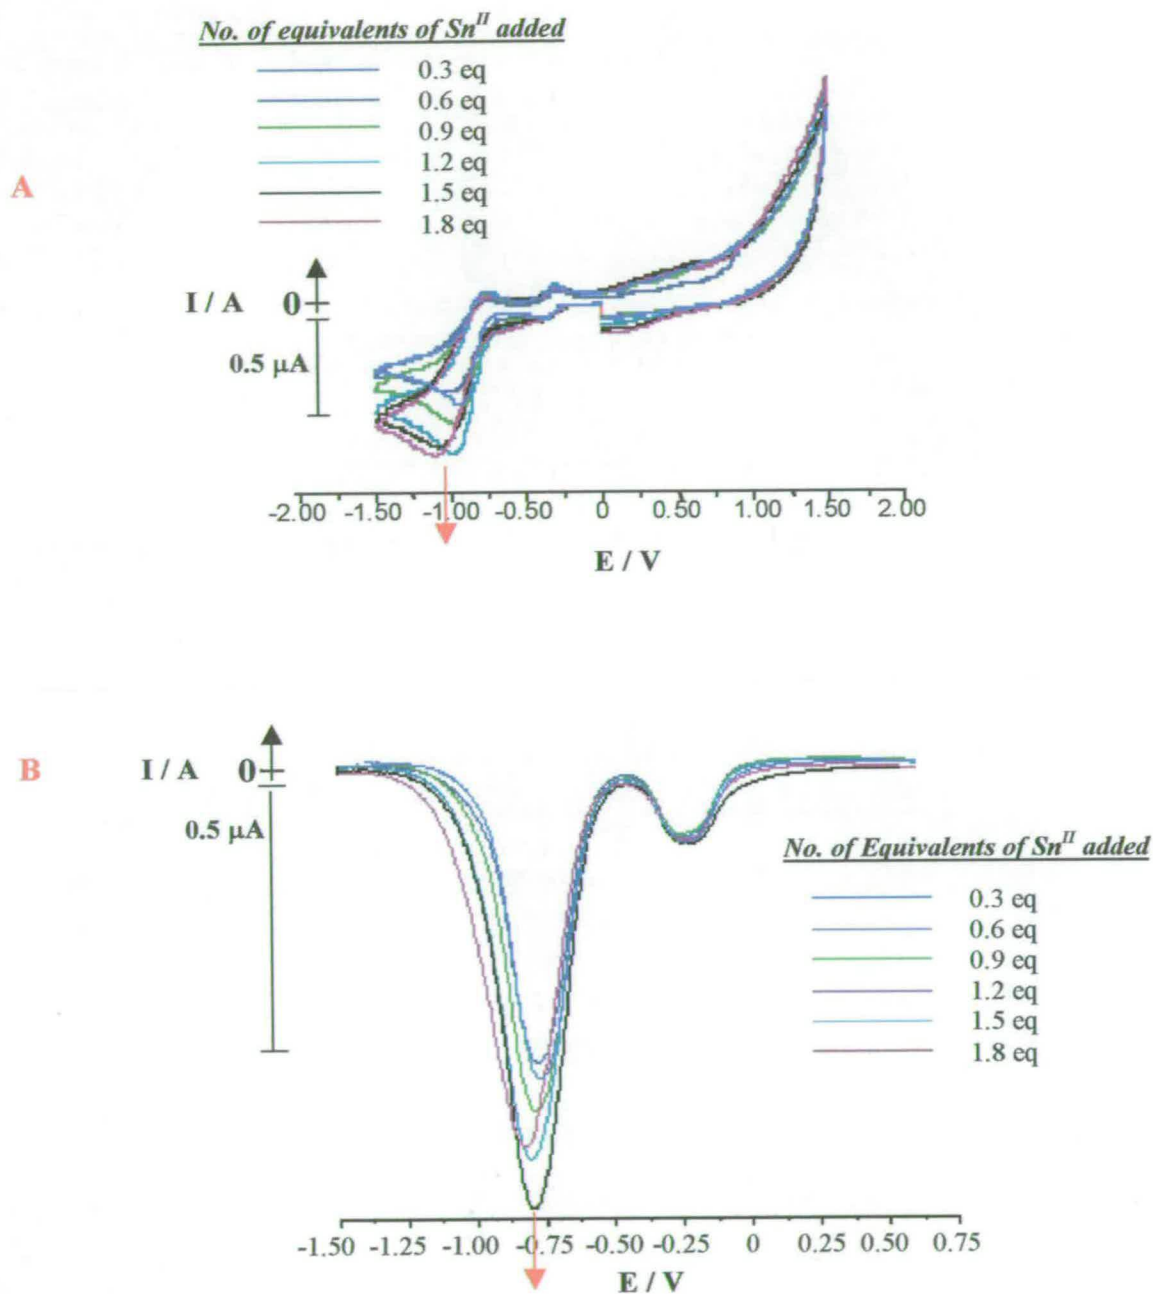 No. of equivalents of Sn^II added
0.3 eq
0.6 eq
0.9 eq
1.2 eq
1.5 eq
1.8 eq
A
I / A 0
0.5 µA
-2.00 -1.50 -1.00 -0.50 0 0.50 1.00 1.50 2.00
E / V
B
I / A 0
0.5 µA
No. of Equivalents of Sn^II added
0.3 eq
0.6 eq
0.9 eq
1.2 eq
1.5 eq
1.8 eq
-1.50 -1.25 -1.00 -0.75 -0.50 -0.25 0 0.25 0.50 0.75
E / V